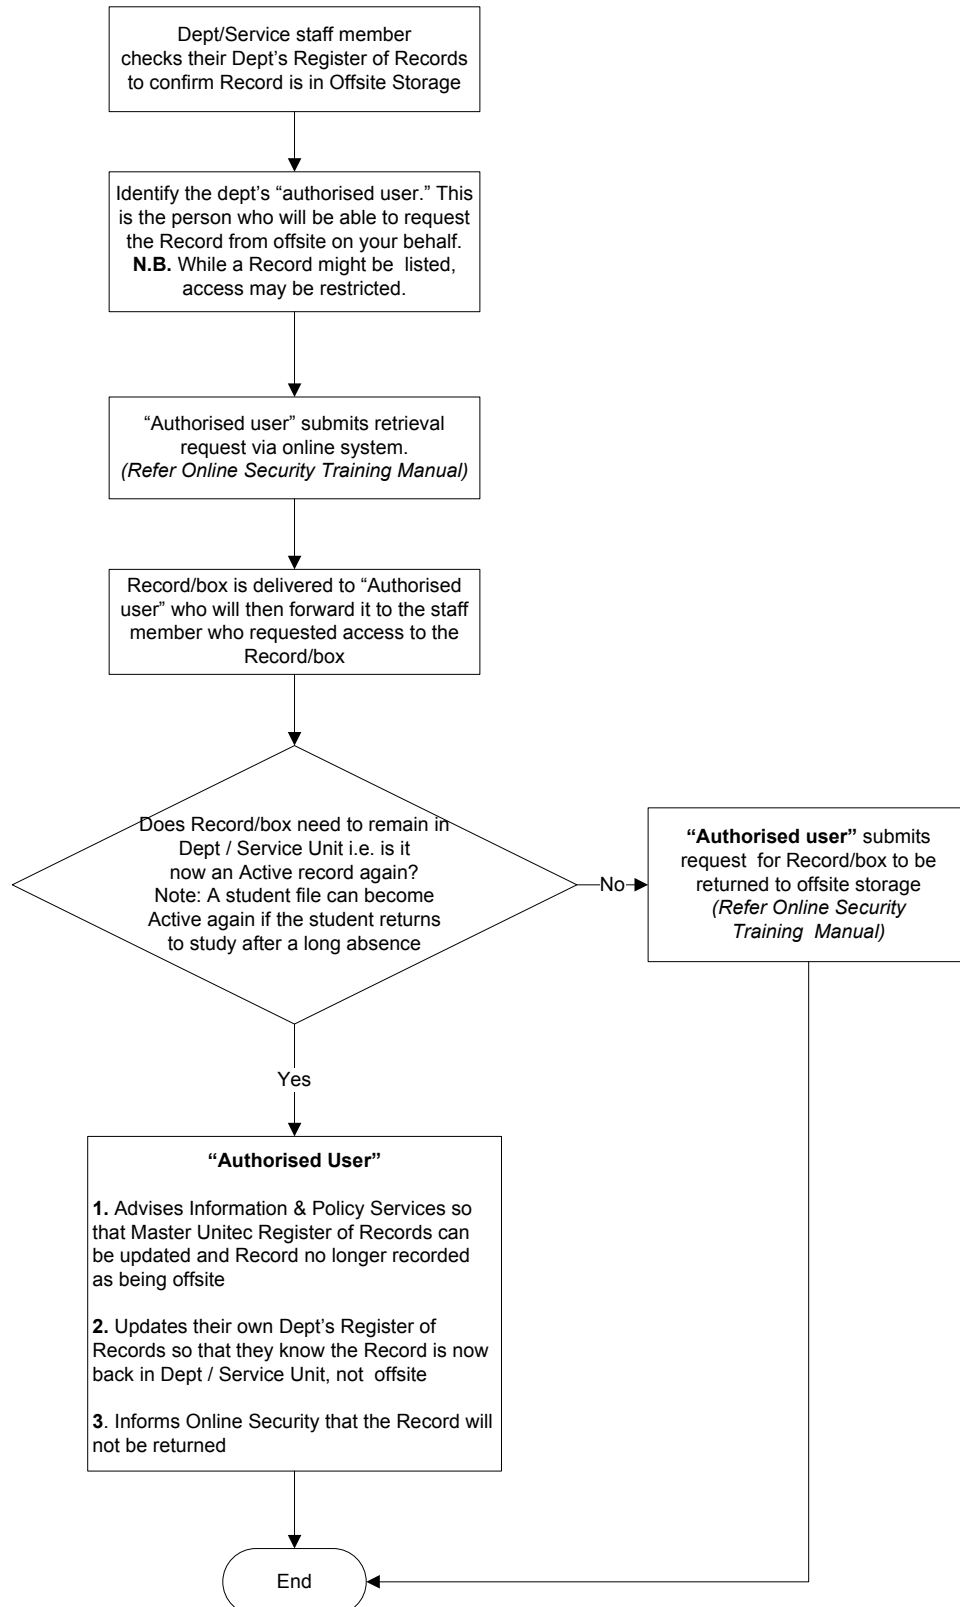 Dept/Service staff member
checks their Dept’s Register of Records
to confirm Record is in Offsite Storage
Identify the dept’s “authorised user.” This
is the person who will be able to request
the Record from offsite on your behalf.
N.B. While a Record might be  listed,
access may be restricted.
“Authorised user” submits retrieval
request via online system.
(Refer Online Security Training Manual)
Record/box is delivered to “Authorised
user” who will then forward it to the staff
member who requested access to the
Record/box
Does Record/box need to remain in
Dept / Service Unit i.e. is it
now an Active record again?
Note: A student file can become
Active again if the student returns
to study after a long absence
No
“Authorised user” submits
request  for Record/box to be
returned to offsite storage
(Refer Online Security
Training  Manual)
Yes
“Authorised User”
1. Advises Information & Policy Services so
that Master Unitec Register of Records can
be updated and Record no longer recorded
as being offsite
2. Updates their own Dept’s Register of
Records so that they know the Record is now
back in Dept / Service Unit, not  offsite
3. Informs Online Security that the Record will
not be returned
End